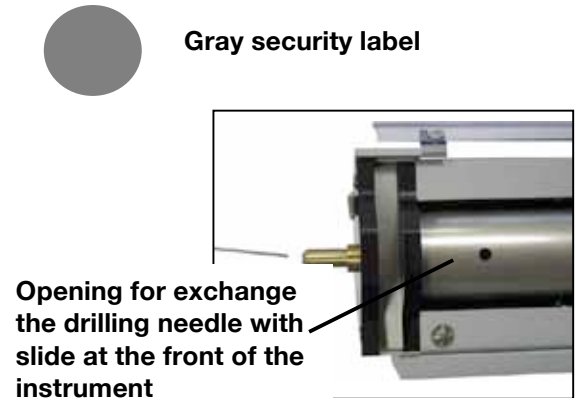 Gray security label
Opening for exchange
the drilling needle with
slide at the front of the
instrument